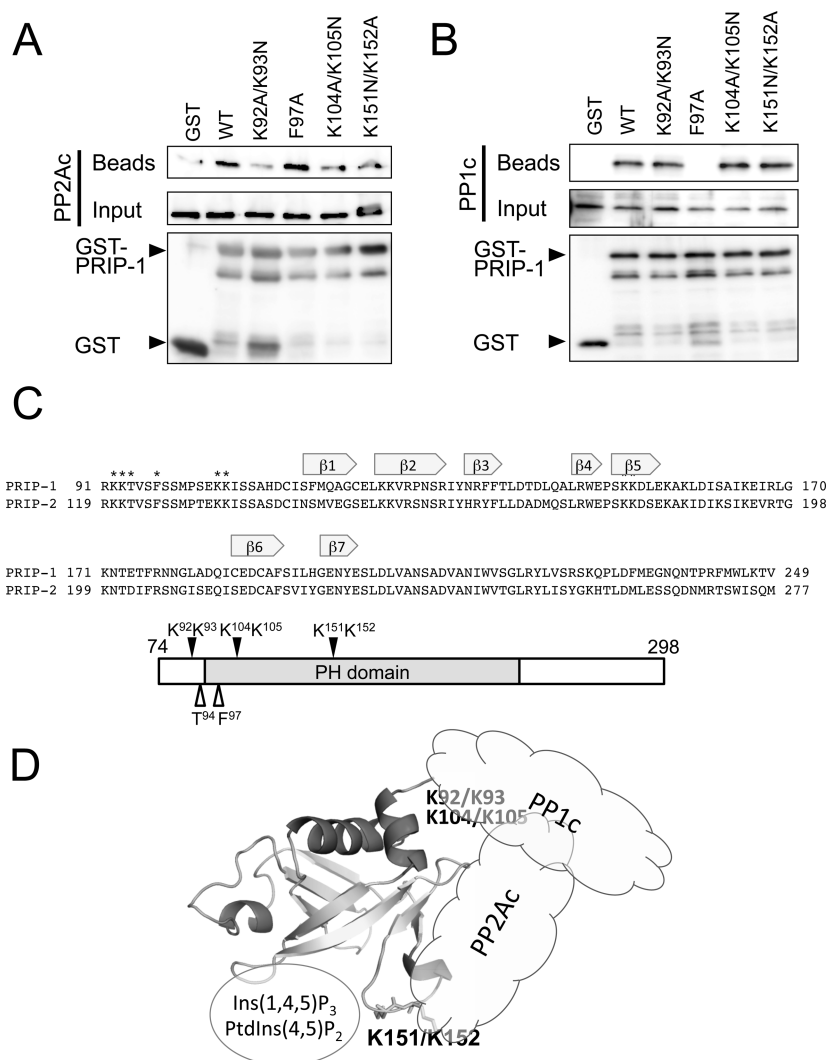 A
GST
WT
K92A/K93N
F97A
K104A/K105N
K151N/K152A
PP2Ac
Beads
Input
GST-
PRIP-1
GST
B
GST
WT
K92A/K93N
F97A
K104A/K105N
K151N/K152A
PP1c
Beads
Input
GST-
PRIP-1
GST
C
β1 β2 β3 β4 β5
*** * ** **
PRIP-1 91 RKKTVSFSSMPSEKKISSAHDCISFMQAGCELKKVRPNSRIYNRFFTLDTDLQALRWEPSKKDLEKAKLDISAIKEIRLG 170
PRIP-2 119 RKKTVSFSSMPTEKKISSASDCINSMVEGSELKKVRSNSRIYHRYFLLDADMQSLRWEPSKKDSEKAKIDIKSIKEVRTG 198
β6 β7
PRIP-1 171 KNTETFRNNGLADQICEDCAFSILHGENYESLDLVANSADVANIWVSGLRYLVSRSKQPLDFMEGNQNTPRFMWLKTV 249
PRIP-2 199 KNTDIFRSNGISEQISEDCAFSVIYGENYESLDLVANSADVANIWVTGLRYLISYGKHTLDMLESSQDNMRTSWISQM 277
K92K93 K104K105 K151K152
74 298
PH domain
T94 F97
D
K92/K93
K104/K105
PP1c
PP2Ac
Ins(1,4,5)P3
PtdIns(4,5)P2
K151/K152